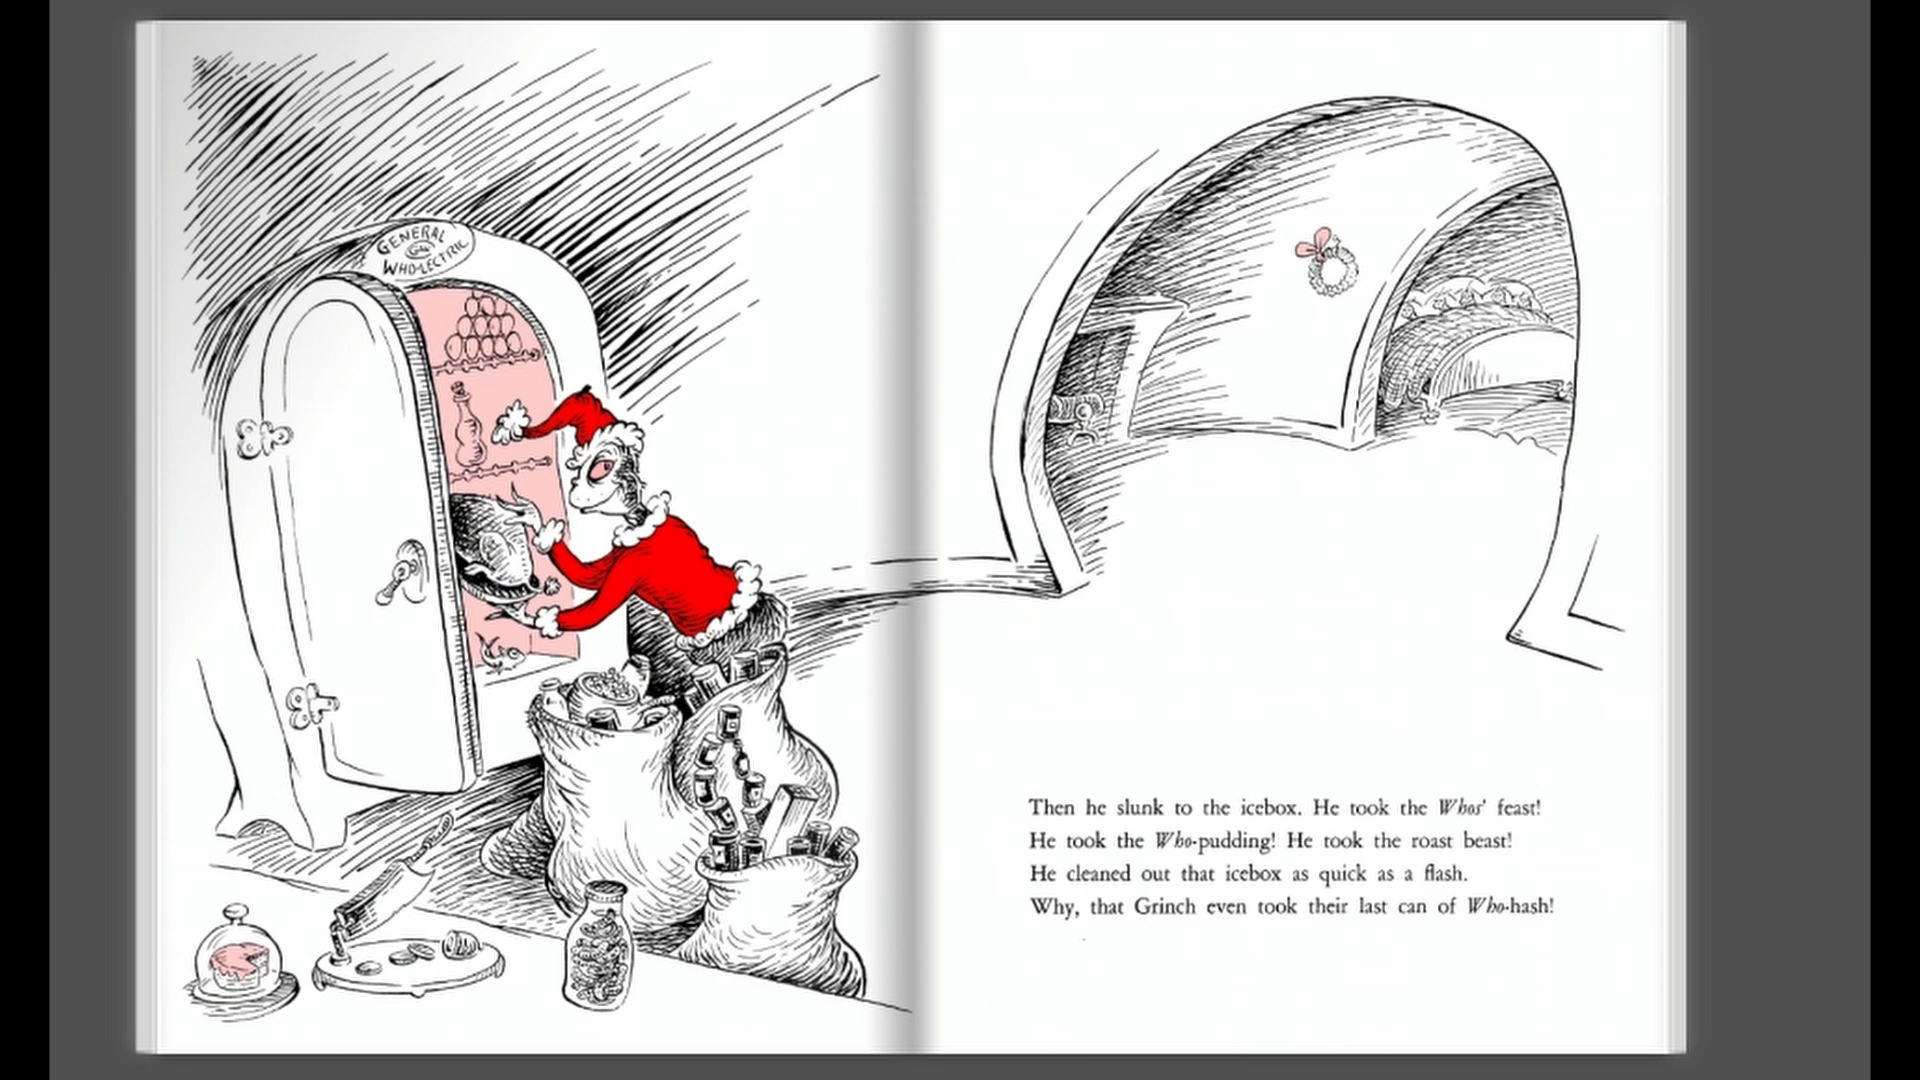 GENERAL
WHO-LECTRIC
Then he slunk to the icebox. He took the Whos' feast!
He took the Who-pudding! He took the roast beast!
He cleaned out that icebox as quick as a flash.
Why, that Grinch even took their last can of Who-hash!